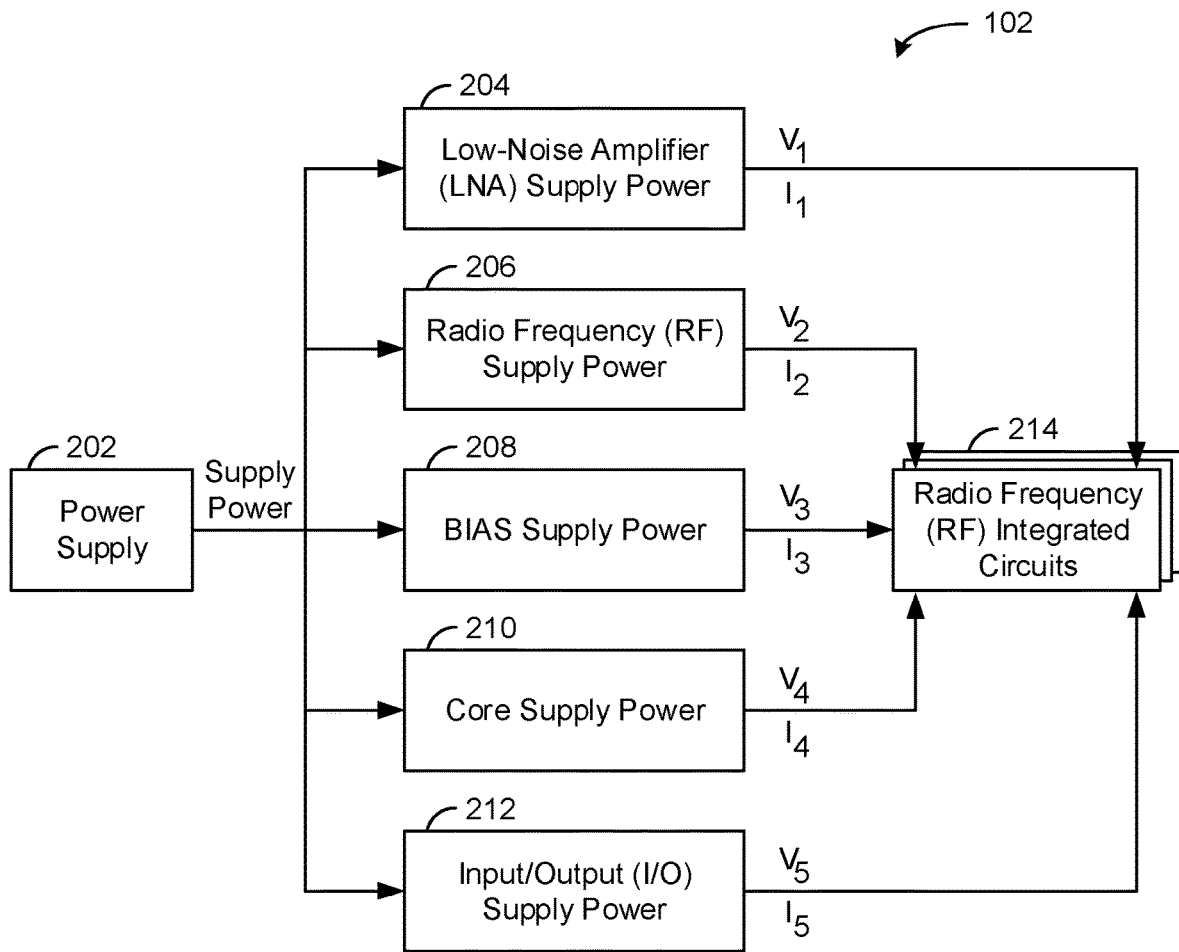 102
204
Low-Noise Amplifier
(LNA) Supply Power
V1
I1
206
Radio Frequency (RF)
Supply Power
V2
I2
202
Power
Supply
Supply
Power
208
BIAS Supply Power
V3
I3
214
Radio Frequency
(RF) Integrated
Circuits
210
Core Supply Power
V4
I4
212
Input/Output (I/O)
Supply Power
V5
I5